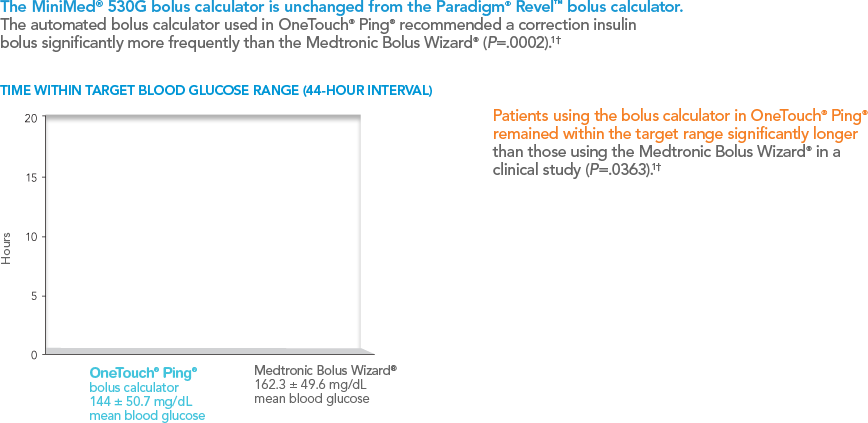 The MiniMed® 530G bolus calculator is unchanged from the Paradigm® Revel™ bolus calculator.
The automated bolus calculator used in OneTouch® Ping® recommended a correction insulin
bolus significantly more frequently than the Medtronic Bolus Wizard® (P=.0002).¹†
TIME WITHIN TARGET BLOOD GLUCOSE RANGE (44-HOUR INTERVAL)
Patients using the bolus calculator in OneTouch® Ping®
remained within the target range significantly longer
than those using the Medtronic Bolus Wizard® in a
clinical study (P=.0363).¹†
20
15
10
5
0
Hours
OneTouch® Ping®
bolus calculator
144 ± 50.7 mg/dL
mean blood glucose
Medtronic Bolus Wizard®
162.3 ± 49.6 mg/dL
mean blood glucose